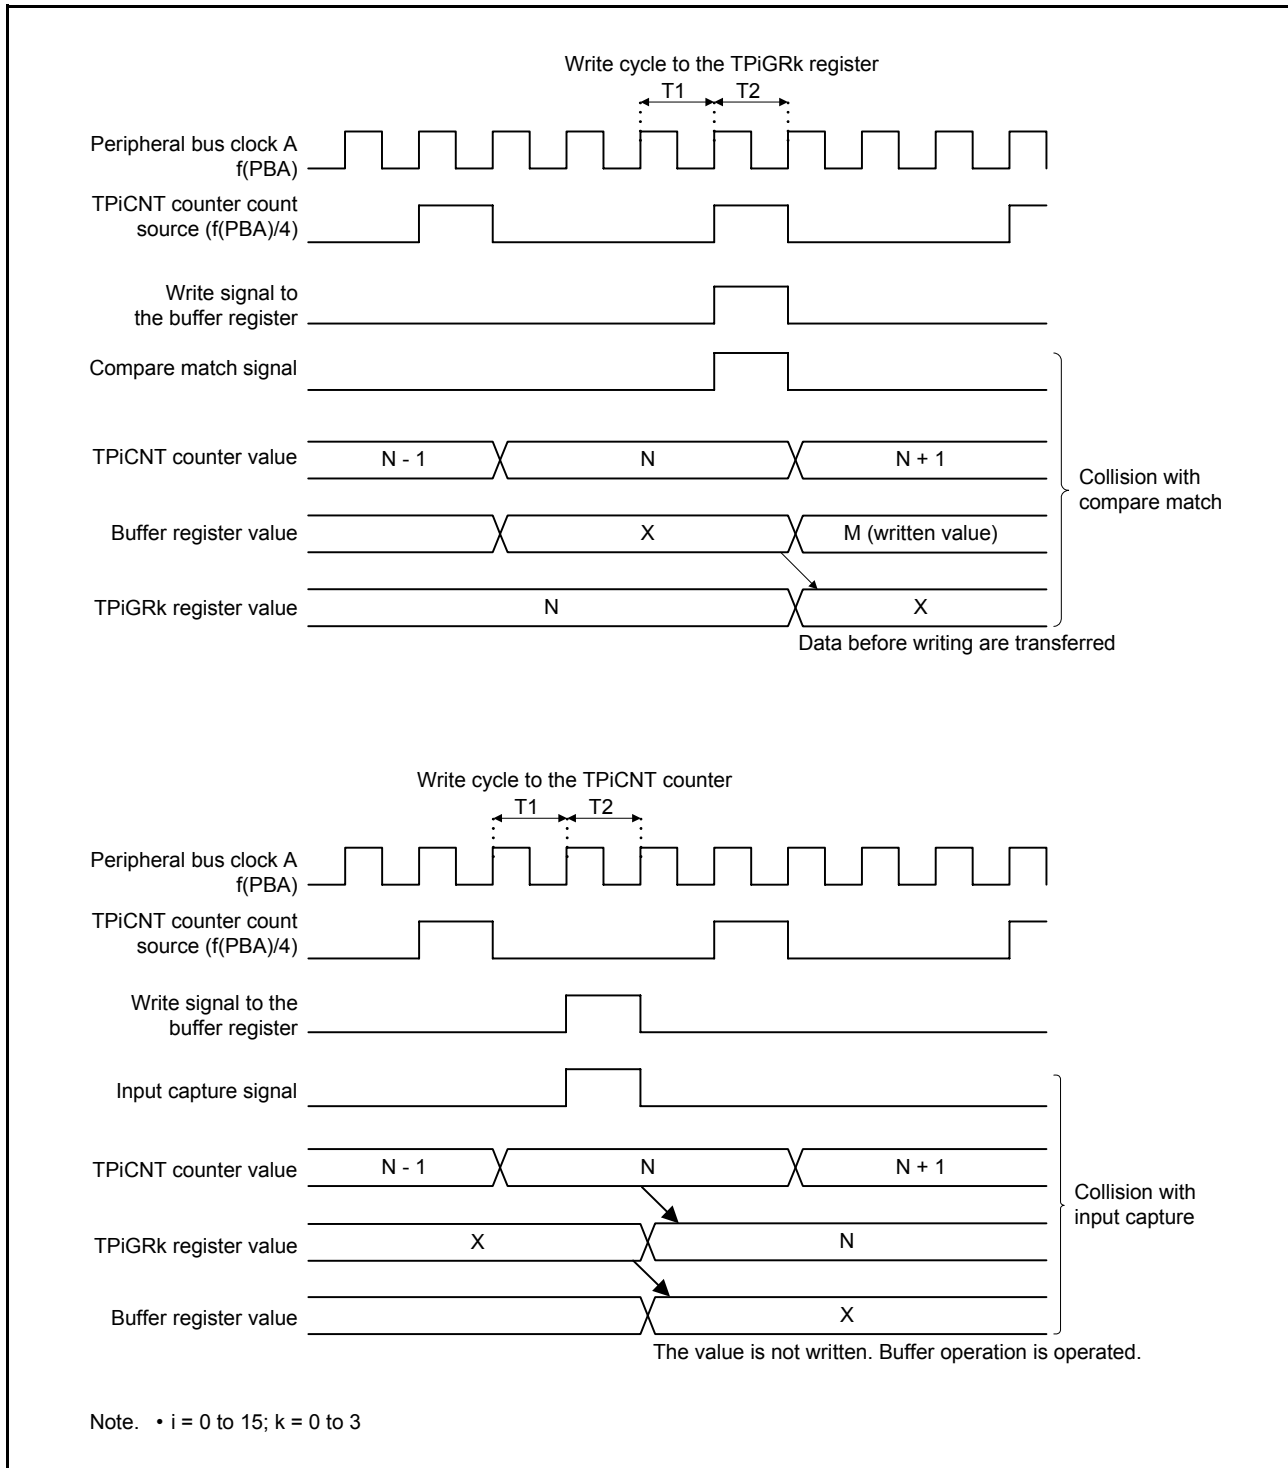 Write cycle to the TPiGRk register
T1 T2
Peripheral bus clock A
f(PBA)
TPiCNT counter count
source (f(PBA)/4)
Write signal to
the buffer register
Compare match signal
TPiCNT counter value N - 1 N N + 1
Buffer register value X M (written value)
TPiGRk register value N X
Data before writing are transferred
Collision with
compare match
Write cycle to the TPiCNT counter
T1 T2
Peripheral bus clock A
f(PBA)
TPiCNT counter count
source (f(PBA)/4)
Write signal to the
buffer register
Input capture signal
TPiCNT counter value N - 1 N N + 1
TPiGRk register value X N
Buffer register value X
The value is not written. Buffer operation is operated.
Collision with
input capture
Note. • i = 0 to 15; k = 0 to 3